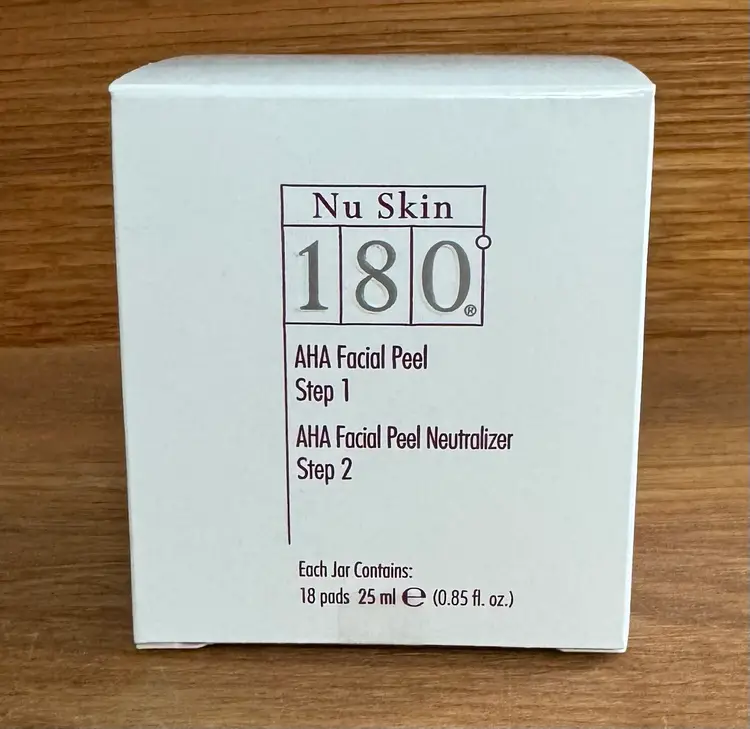 Nu Skin
180°®
AHA Facial Peel
Step 1
AHA Facial Peel Neutralizer
Step 2
Each Jar Contains:
18 pads 25 ml ℮ (0.85 fl. oz.)